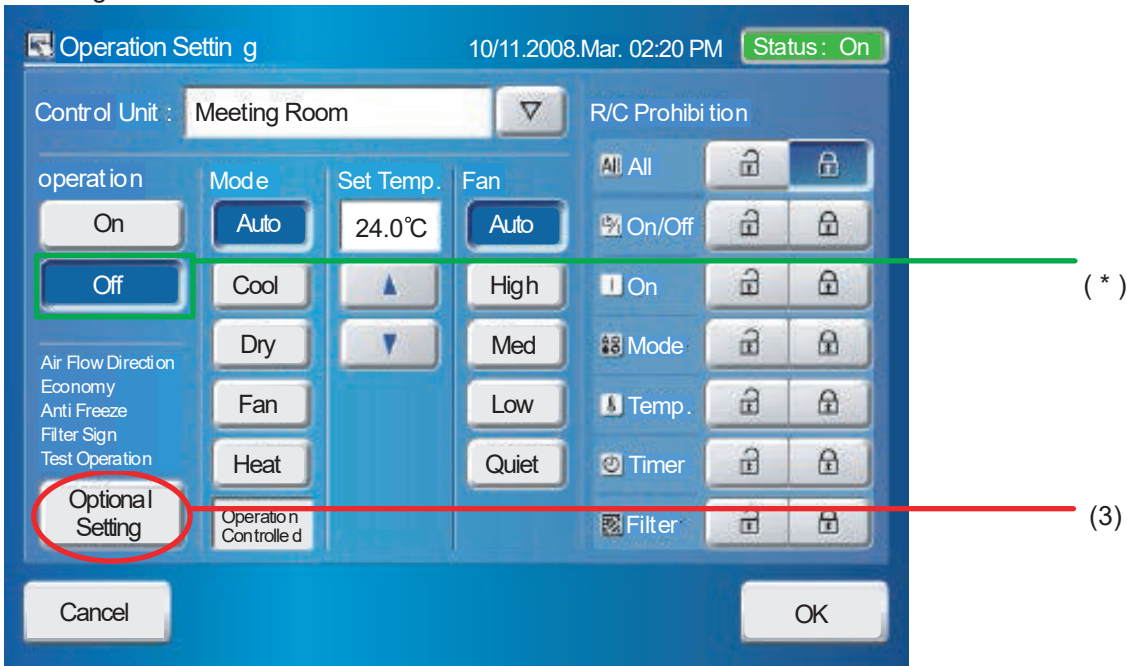 Operation Settin g 10/11.2008.Mar. 02:20 PM Status: On
Control Unit : Meeting Room ▽ R/C Prohibi tion
All All
operation Mode Set Temp. Fan
On Auto 24.0℃ Auto On/Off
Off Cool ▲ High On ( * )
Dry ▼ Med Mode
Air Flow Direction
Economy
Anti Freeze
Filter Sign
Test Operation
Fan Low Temp.
Heat Quiet Timer
Optional
Setting
Operation
Controlle d
Filter (3)
Cancel OK